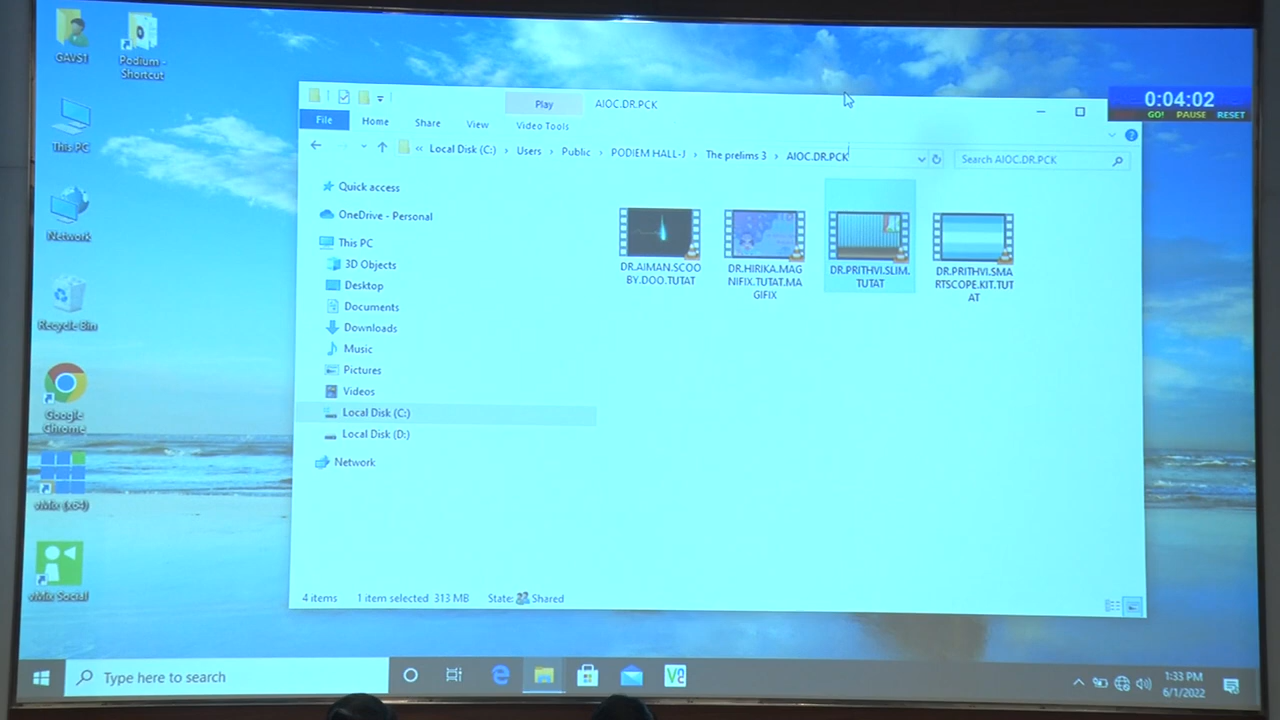 GAVS1
Podium -
Shortcut
This PC
Network
Recycle Bin
Google
Chrome
vMix (x64)
vMix Social
Play
AIOC.DR.PCK
File
Home
Share
View
Video Tools
0:04:02
GO! PAUSE RESET
« Local Disk (C:) › Users › Public › PODIEM HALL-J › The prelims 3 › AIOC.DR.PCK
Search AIOC.DR.PCK
Quick access
OneDrive - Personal
This PC
3D Objects
Desktop
Documents
Downloads
Music
Pictures
Videos
Local Disk (C:)
Local Disk (D:)
Network
DR.AIMAN.SCOO
BY.DOO.TUTAT
DR.HIRIKA.MAG
NIFIX.TUTAT.MA
GIFIX
DR.PRITHVI.SLIM.
TUTAT
DR.PRITHVI.SMA
RTSCOPE.KIT.TUT
AT
4 items 1 item selected 313 MB State: Shared
Type here to search
1:33 PM
6/1/2022